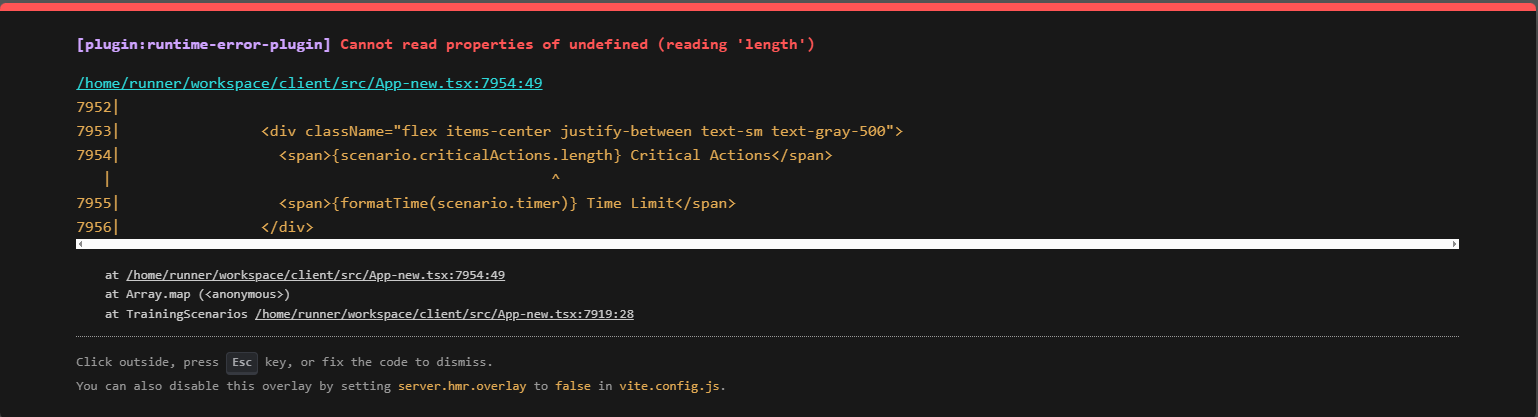 [plugin:runtime-error-plugin] Cannot read properties of undefined (reading 'length')
/home/runner/workspace/client/src/App-new.tsx:7954:49
7952|
7953|                <div className="flex items-center justify-between text-sm text-gray-500">
7954|                  <span>{scenario.criticalActions.length} Critical Actions</span>
   |                                                 ^
7955|                  <span>{formatTime(scenario.timer)} Time Limit</span>
7956|                </div>
at /home/runner/workspace/client/src/App-new.tsx:7954:49
at Array.map (<anonymous>)
at TrainingScenarios /home/runner/workspace/client/src/App-new.tsx:7919:28
Click outside, press Esc key, or fix the code to dismiss.
You can also disable this overlay by setting server.hmr.overlay to false in vite.config.js.